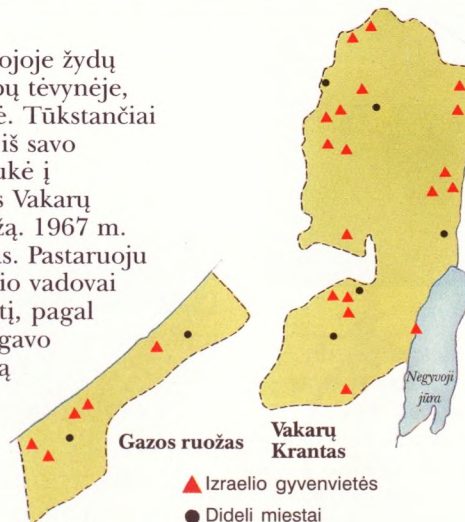 ojoje žydų
ų tėvynėje,
ė. Tūkstančiai
iš savo
ukė į
s Vakarų
žą. 1967 m.
s. Pastaruoju
io vadovai
tį, pagal
gavo
ą
Negyvoji
jūra
Gazos ruožas
Vakarų
Krantas
Izraelio gyvenvietės
Dideli miestai